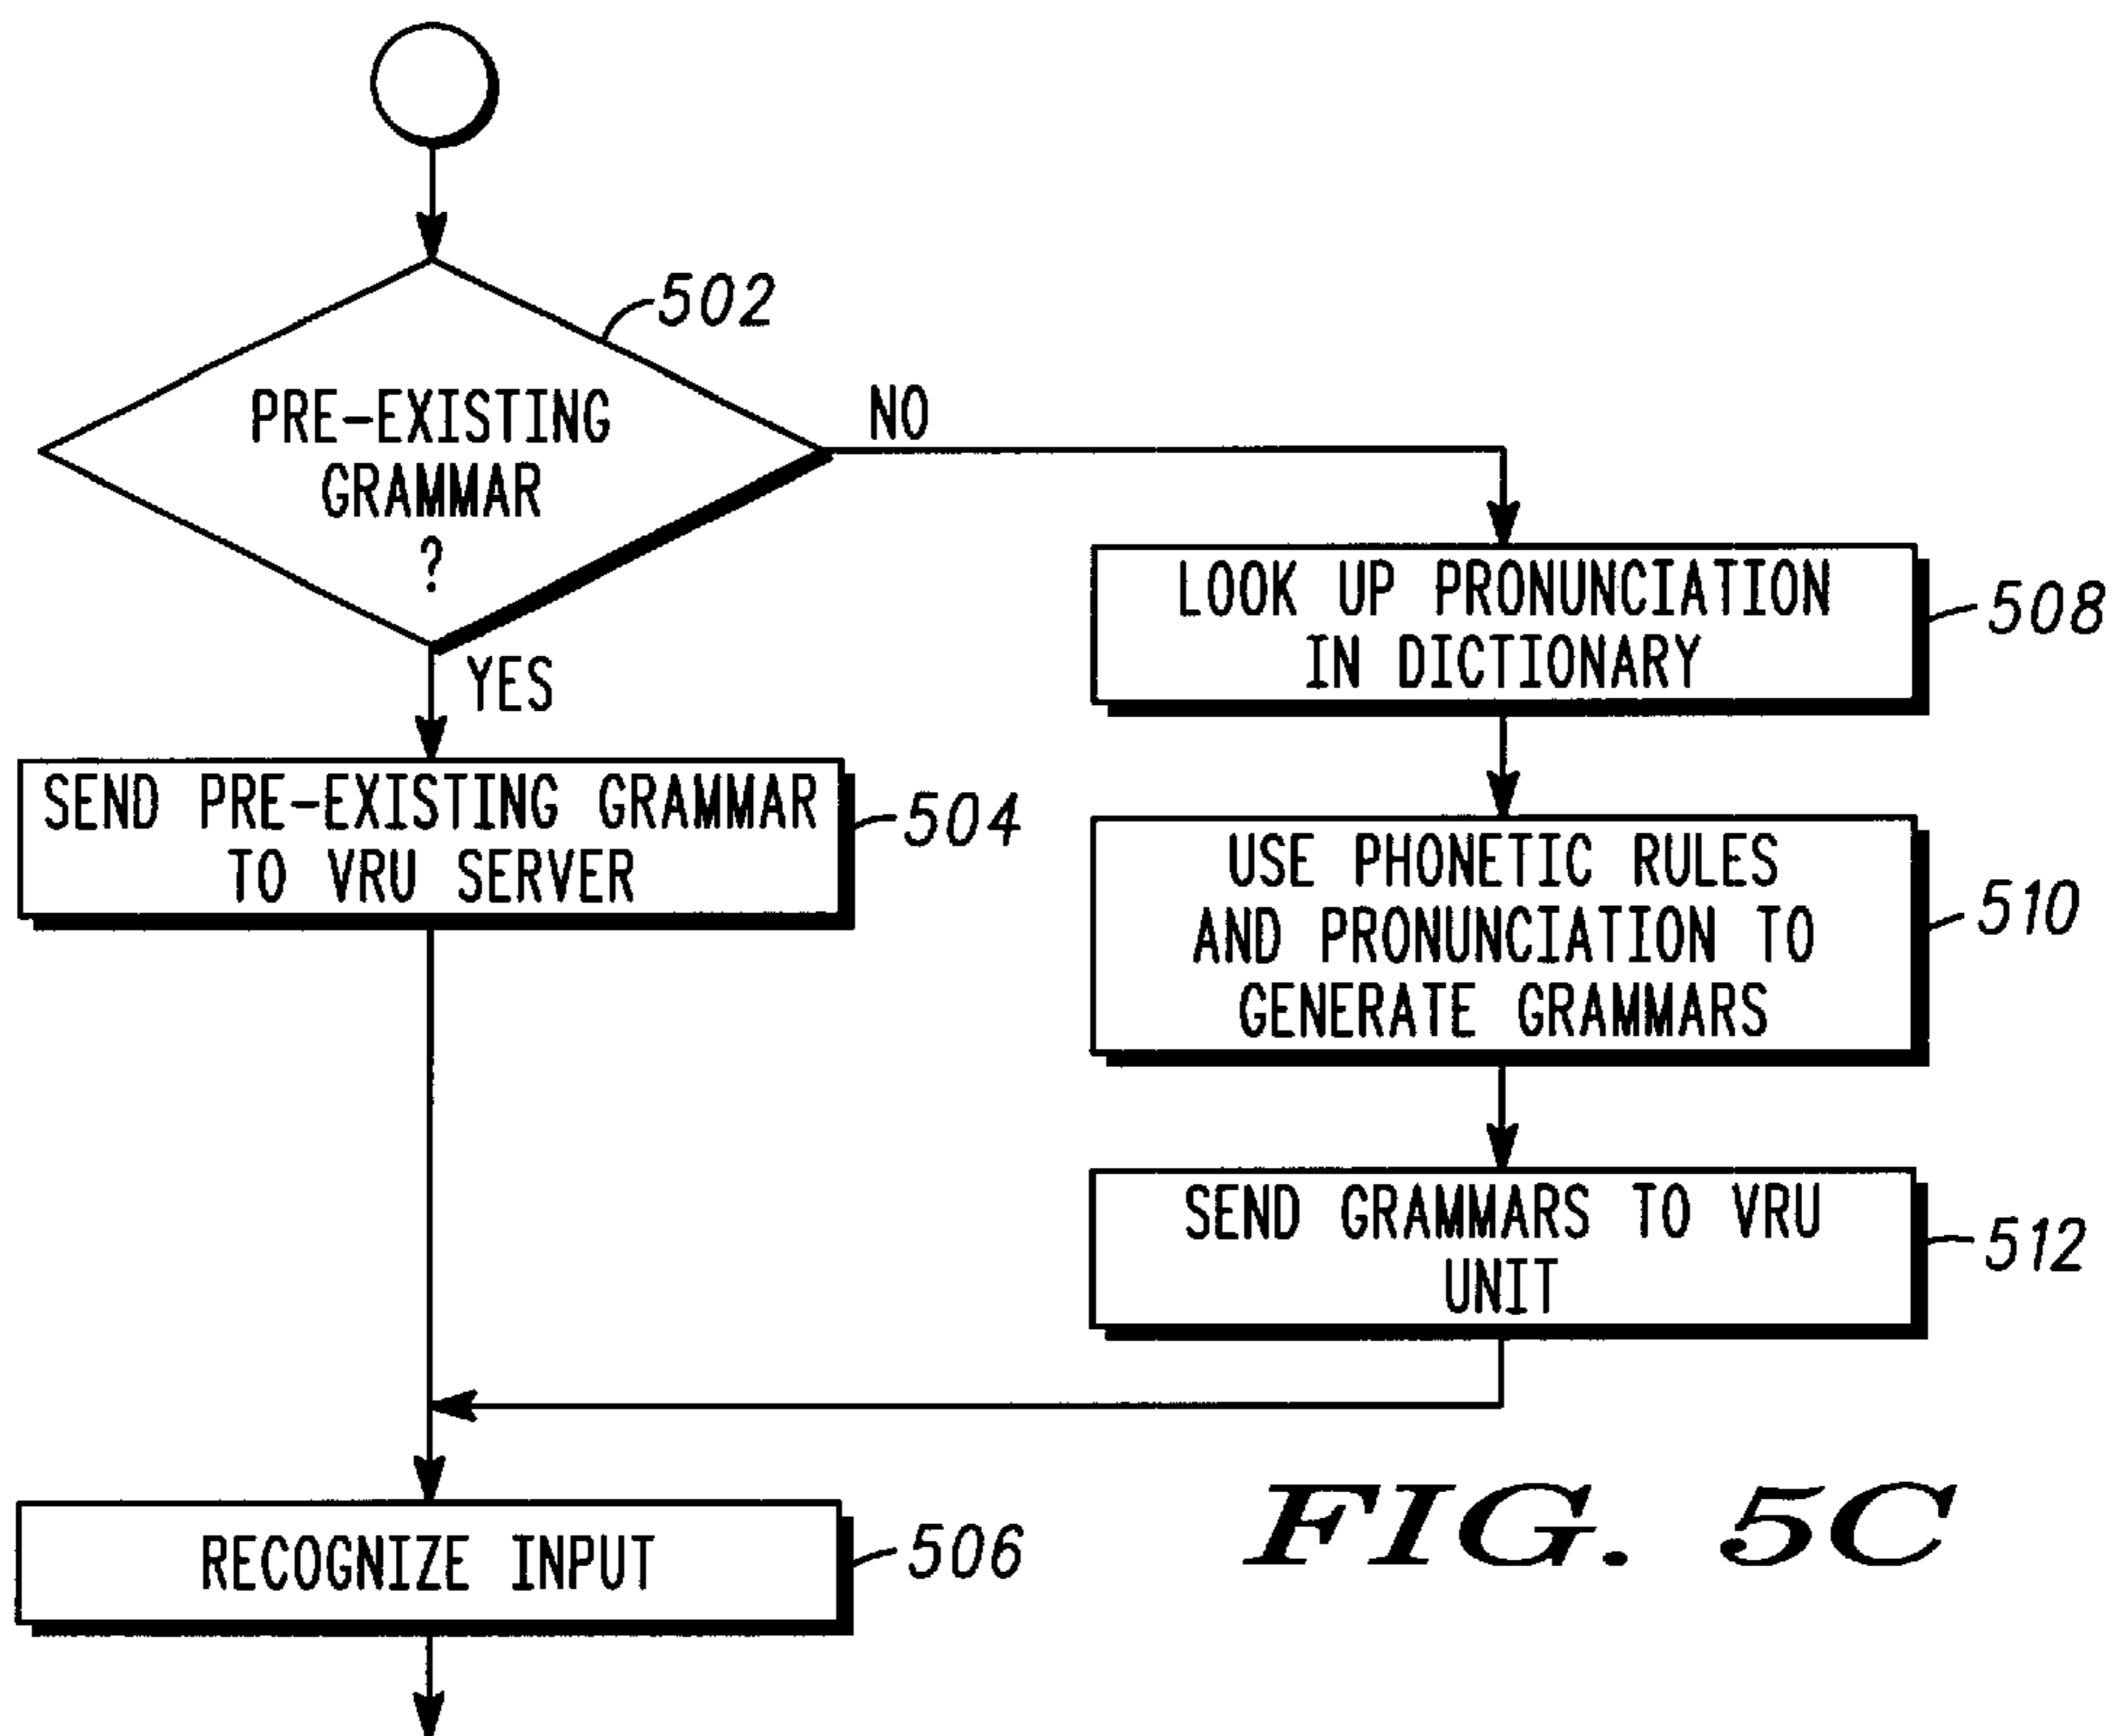 502
PRE-EXISTING
GRAMMAR
?
NO
YES
LOOK UP PRONUNCIATION
IN DICTIONARY
508
SEND PRE-EXISTING GRAMMAR
TO VRU SERVER
504
USE PHONETIC RULES
AND PRONUNCIATION TO
GENERATE GRAMMARS
510
SEND GRAMMARS TO VRU
UNIT
512
RECOGNIZE INPUT
506
FIG. 5C